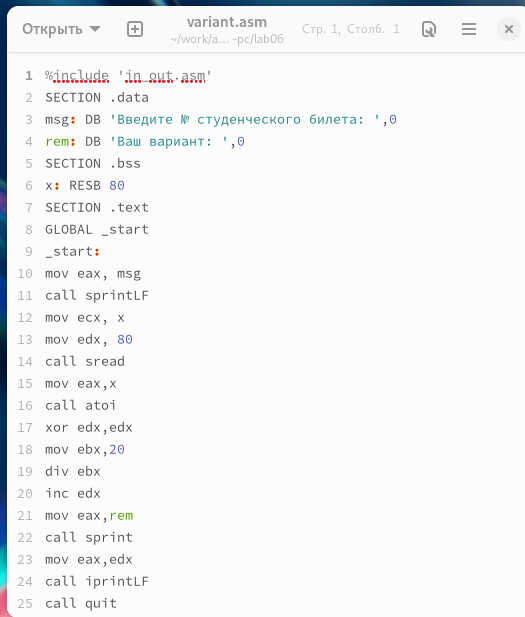 Открыть
variant.asm
~/work/a... -pc/lab06
Стр. 1, Столб. 1
1 %include 'in_out.asm'
2 SECTION .data
3 msg: DB 'Введите № студенческого билета: ',0
4 rem: DB 'Ваш вариант: ',0
5 SECTION .bss
6 x: RESB 80
7 SECTION .text
8 GLOBAL _start
9 _start:
10 mov eax, msg
11 call sprintLF
12 mov ecx, x
13 mov edx, 80
14 call sread
15 mov eax,x
16 call atoi
17 xor edx,edx
18 mov ebx,20
19 div ebx
20 inc edx
21 mov eax,rem
22 call sprint
23 mov eax,edx
24 call iprintLF
25 call quit